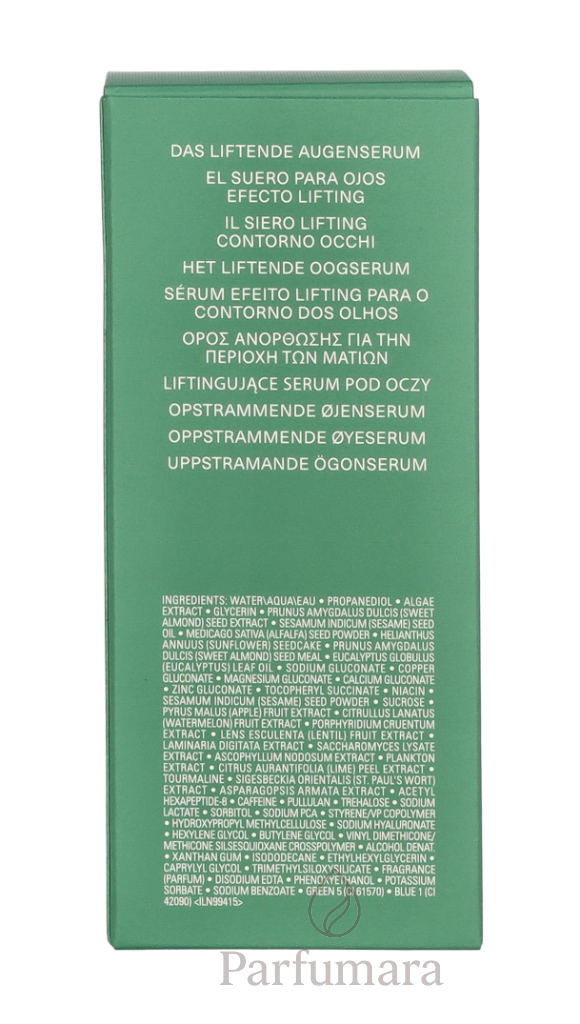 DAS LIFTENDE AUGENSERUM
EL SUERO PARA OJOS
EFECTO LIFTING
IL SIERO LIFTING
CONTORNO OCCHI
HET LIFTENDE OOGSERUM
SÉRUM EFEITO LIFTING PARA O
CONTORNO DOS OLHOS
ΟΡΟΣ ΑΝΟΡΘΩΣΗΣ ΓΙΑ ΤΗΝ
ΠΕΡΙΟΧΗ ΤΩΝ ΜΑΤΙΩΝ
LIFTINGUJĄCE SERUM POD OCZY
OPSTRAMMENDE ØJENSERUM
OPPSTRAMMENDE ØYESERUM
UPPSTRAMANDE ÖGONSERUM
INGREDIENTS: WATER\AQUA\EAU • PROPANEDIOL • ALGAE
EXTRACT • GLYCERIN • PRUNUS AMYGDALUS DULCIS (SWEET
ALMOND) SEED EXTRACT • SESAMUM INDICUM (SESAME) SEED
OIL • MEDICAGO SATIVA (ALFALFA) SEED POWDER • HELIANTHUS
ANNUUS (SUNFLOWER) SEEDCAKE • PRUNUS AMYGDALUS
DULCIS (SWEET ALMOND) SEED MEAL • EUCALYPTUS GLOBULUS
(EUCALYPTUS) LEAF OIL • SODIUM GLUCONATE • COPPER
GLUCONATE • MAGNESIUM GLUCONATE • CALCIUM GLUCONATE
• ZINC GLUCONATE • TOCOPHERYL SUCCINATE • NIACIN •
SESAMUM INDICUM (SESAME) SEED POWDER • SUCROSE •
PYRUS MALUS (APPLE) FRUIT EXTRACT • CITRULLUS LANATUS
(WATERMELON) FRUIT EXTRACT • PORPHYRIDIUM CRUENTUM
EXTRACT • LENS ESCULENTA (LENTIL) FRUIT EXTRACT •
LAMINARIA DIGITATA EXTRACT • SACCHAROMYCES LYSATE
EXTRACT • ASCOPHYLLUM NODOSUM EXTRACT • PLANKTON
EXTRACT • CITRUS AURANTIFOLIA (LIME) PEEL EXTRACT •
TOURMALINE • SIGESBECKIA ORIENTALIS (ST. PAUL'S WORT)
EXTRACT • ASPARAGOPSIS ARMATA EXTRACT • ACETYL
HEXAPEPTIDE-8 • CAFFEINE • PULLULAN • TREHALOSE • SODIUM
LACTATE • SORBITOL • SODIUM PCA • STYRENE/VP COPOLYMER
• HYDROXYPROPYL METHYLCELLULOSE • SODIUM HYALURONATE
• HEXYLENE GLYCOL • BUTYLENE GLYCOL • VINYL DIMETHICONE/
METHICONE SILSESQUIOXANE CROSSPOLYMER • ALCOHOL DENAT.
• XANTHAN GUM • ISODODECANE • ETHYLHEXYLGLYCERIN •
CAPRYLYL GLYCOL • TRIMETHYLSILOXYSILICATE • FRAGRANCE
(PARFUM) • DISODIUM EDTA • PHENOXYETHANOL • POTASSIUM
SORBATE • SODIUM BENZOATE • GREEN 5 (CI 61570) • BLUE 1 (CI
42090) <ILN99415>
Parfumara